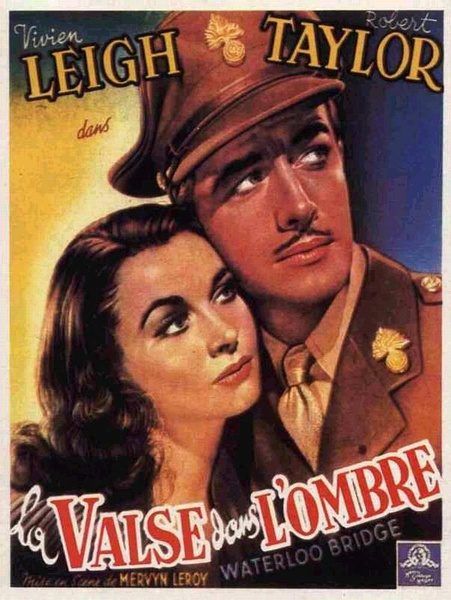 Vivien Robert
LEIGH TAYLOR
dans
La VALSE dans L'OMBRE
WATERLOO BRIDGE
Mise en Scène de MERVYN LEROY